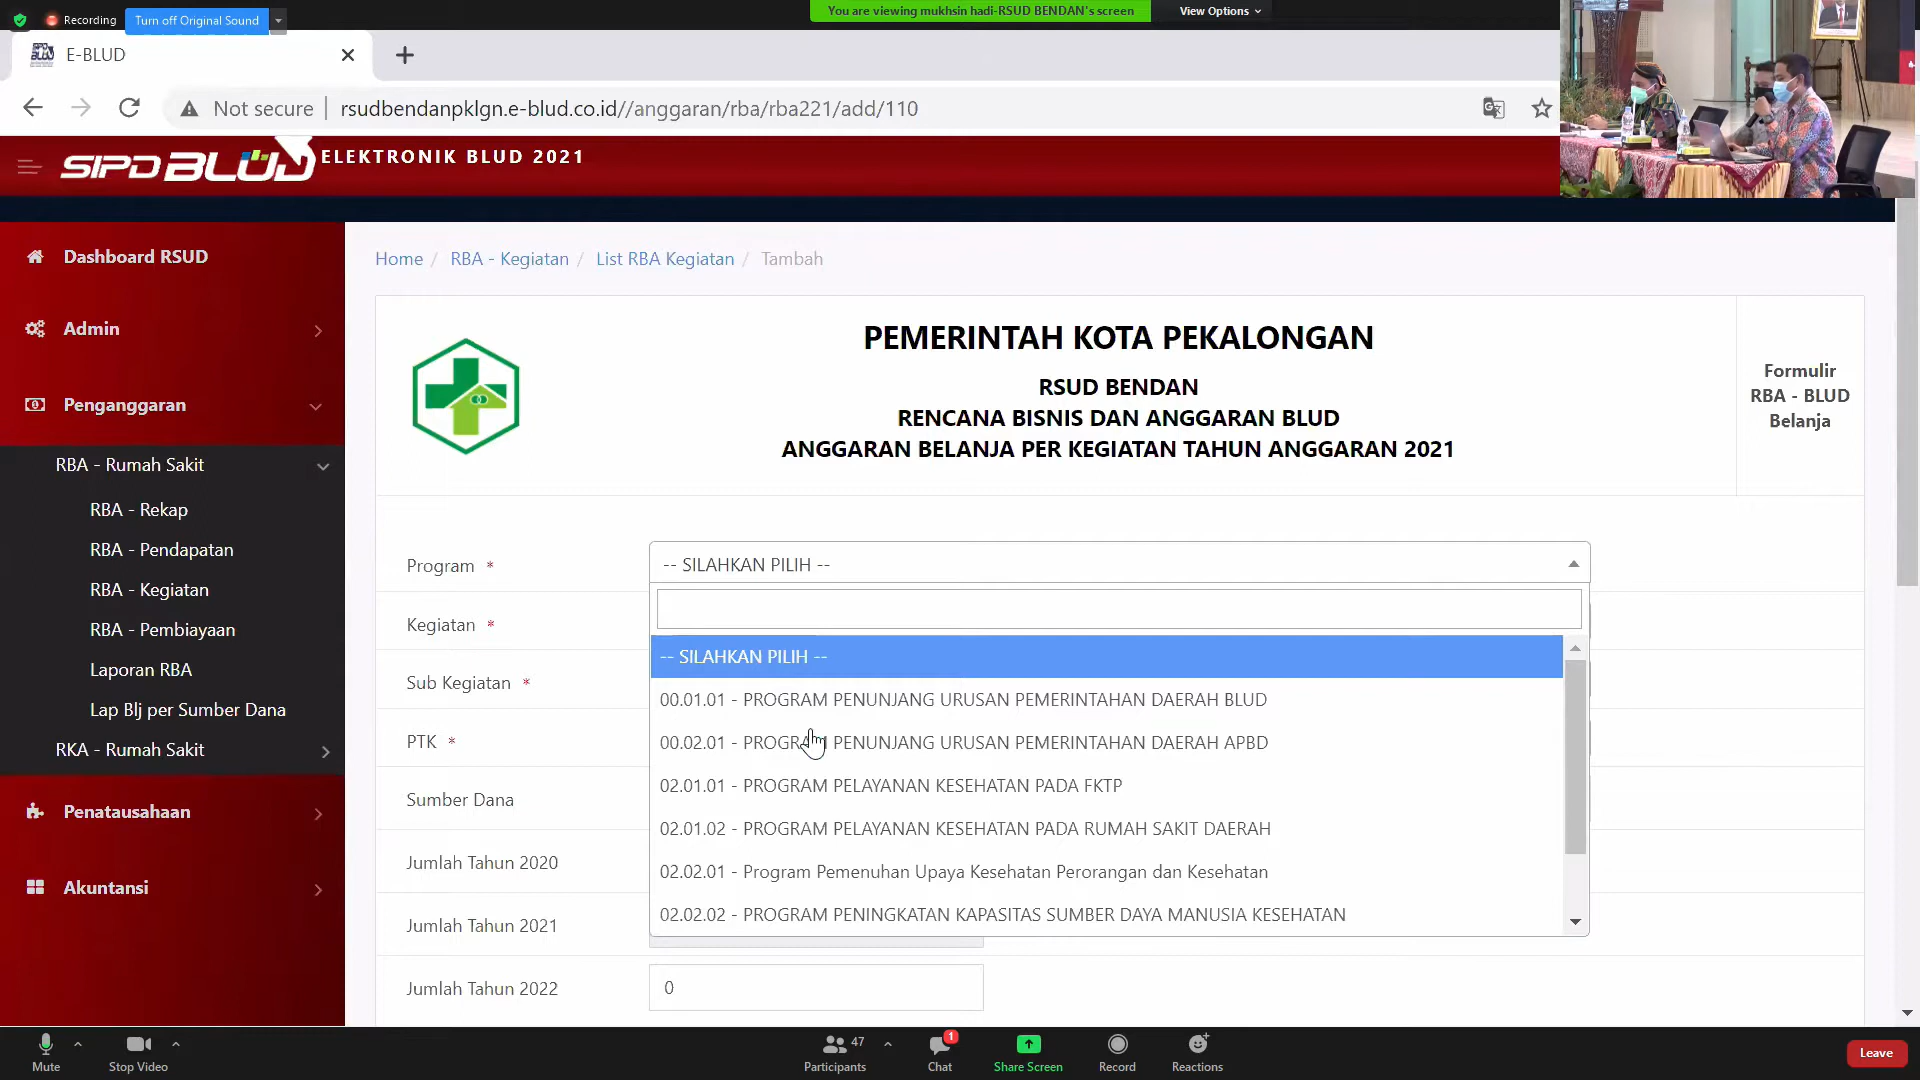 Recording
Turn off Original Sound
You are viewing mukhsin hadi-RSUD BENDAN's screen
View Options
E-BLUD
Not secure
rsudbendanpklgn.e-blud.co.id//anggaran/rba/rba221/add/110
SIPD BLUD
ELEKTRONIK BLUD 2021
Dashboard RSUD
Admin
Penganggaran
RBA - Rumah Sakit
RBA - Rekap
RBA - Pendapatan
RBA - Kegiatan
RBA - Pembiayaan
Laporan RBA
Lap Blj per Sumber Dana
RKA - Rumah Sakit
Penatausahaan
Akuntansi
Home / RBA - Kegiatan / List RBA Kegiatan / Tambah
PEMERINTAH KOTA PEKALONGAN
RSUD BENDAN
RENCANA BISNIS DAN ANGGARAN BLUD
ANGGARAN BELANJA PER KEGIATAN TAHUN ANGGARAN 2021
Formulir
RBA - BLUD
Belanja
Program *
-- SILAHKAN PILIH --
Kegiatan *
Sub Kegiatan *
PTK *
Sumber Dana
Jumlah Tahun 2020
Jumlah Tahun 2021
Jumlah Tahun 2022
0
-- SILAHKAN PILIH --
00.01.01 - PROGRAM PENUNJANG URUSAN PEMERINTAHAN DAERAH BLUD
00.02.01 - PROGRAM PENUNJANG URUSAN PEMERINTAHAN DAERAH APBD
02.01.01 - PROGRAM PELAYANAN KESEHATAN PADA FKTP
02.01.02 - PROGRAM PELAYANAN KESEHATAN PADA RUMAH SAKIT DAERAH
02.02.01 - Program Pemenuhan Upaya Kesehatan Perorangan dan Kesehatan
02.02.02 - PROGRAM PENINGKATAN KAPASITAS SUMBER DAYA MANUSIA KESEHATAN
Mute
Stop Video
47
Participants
1
Chat
Share Screen
Record
Reactions
Leave